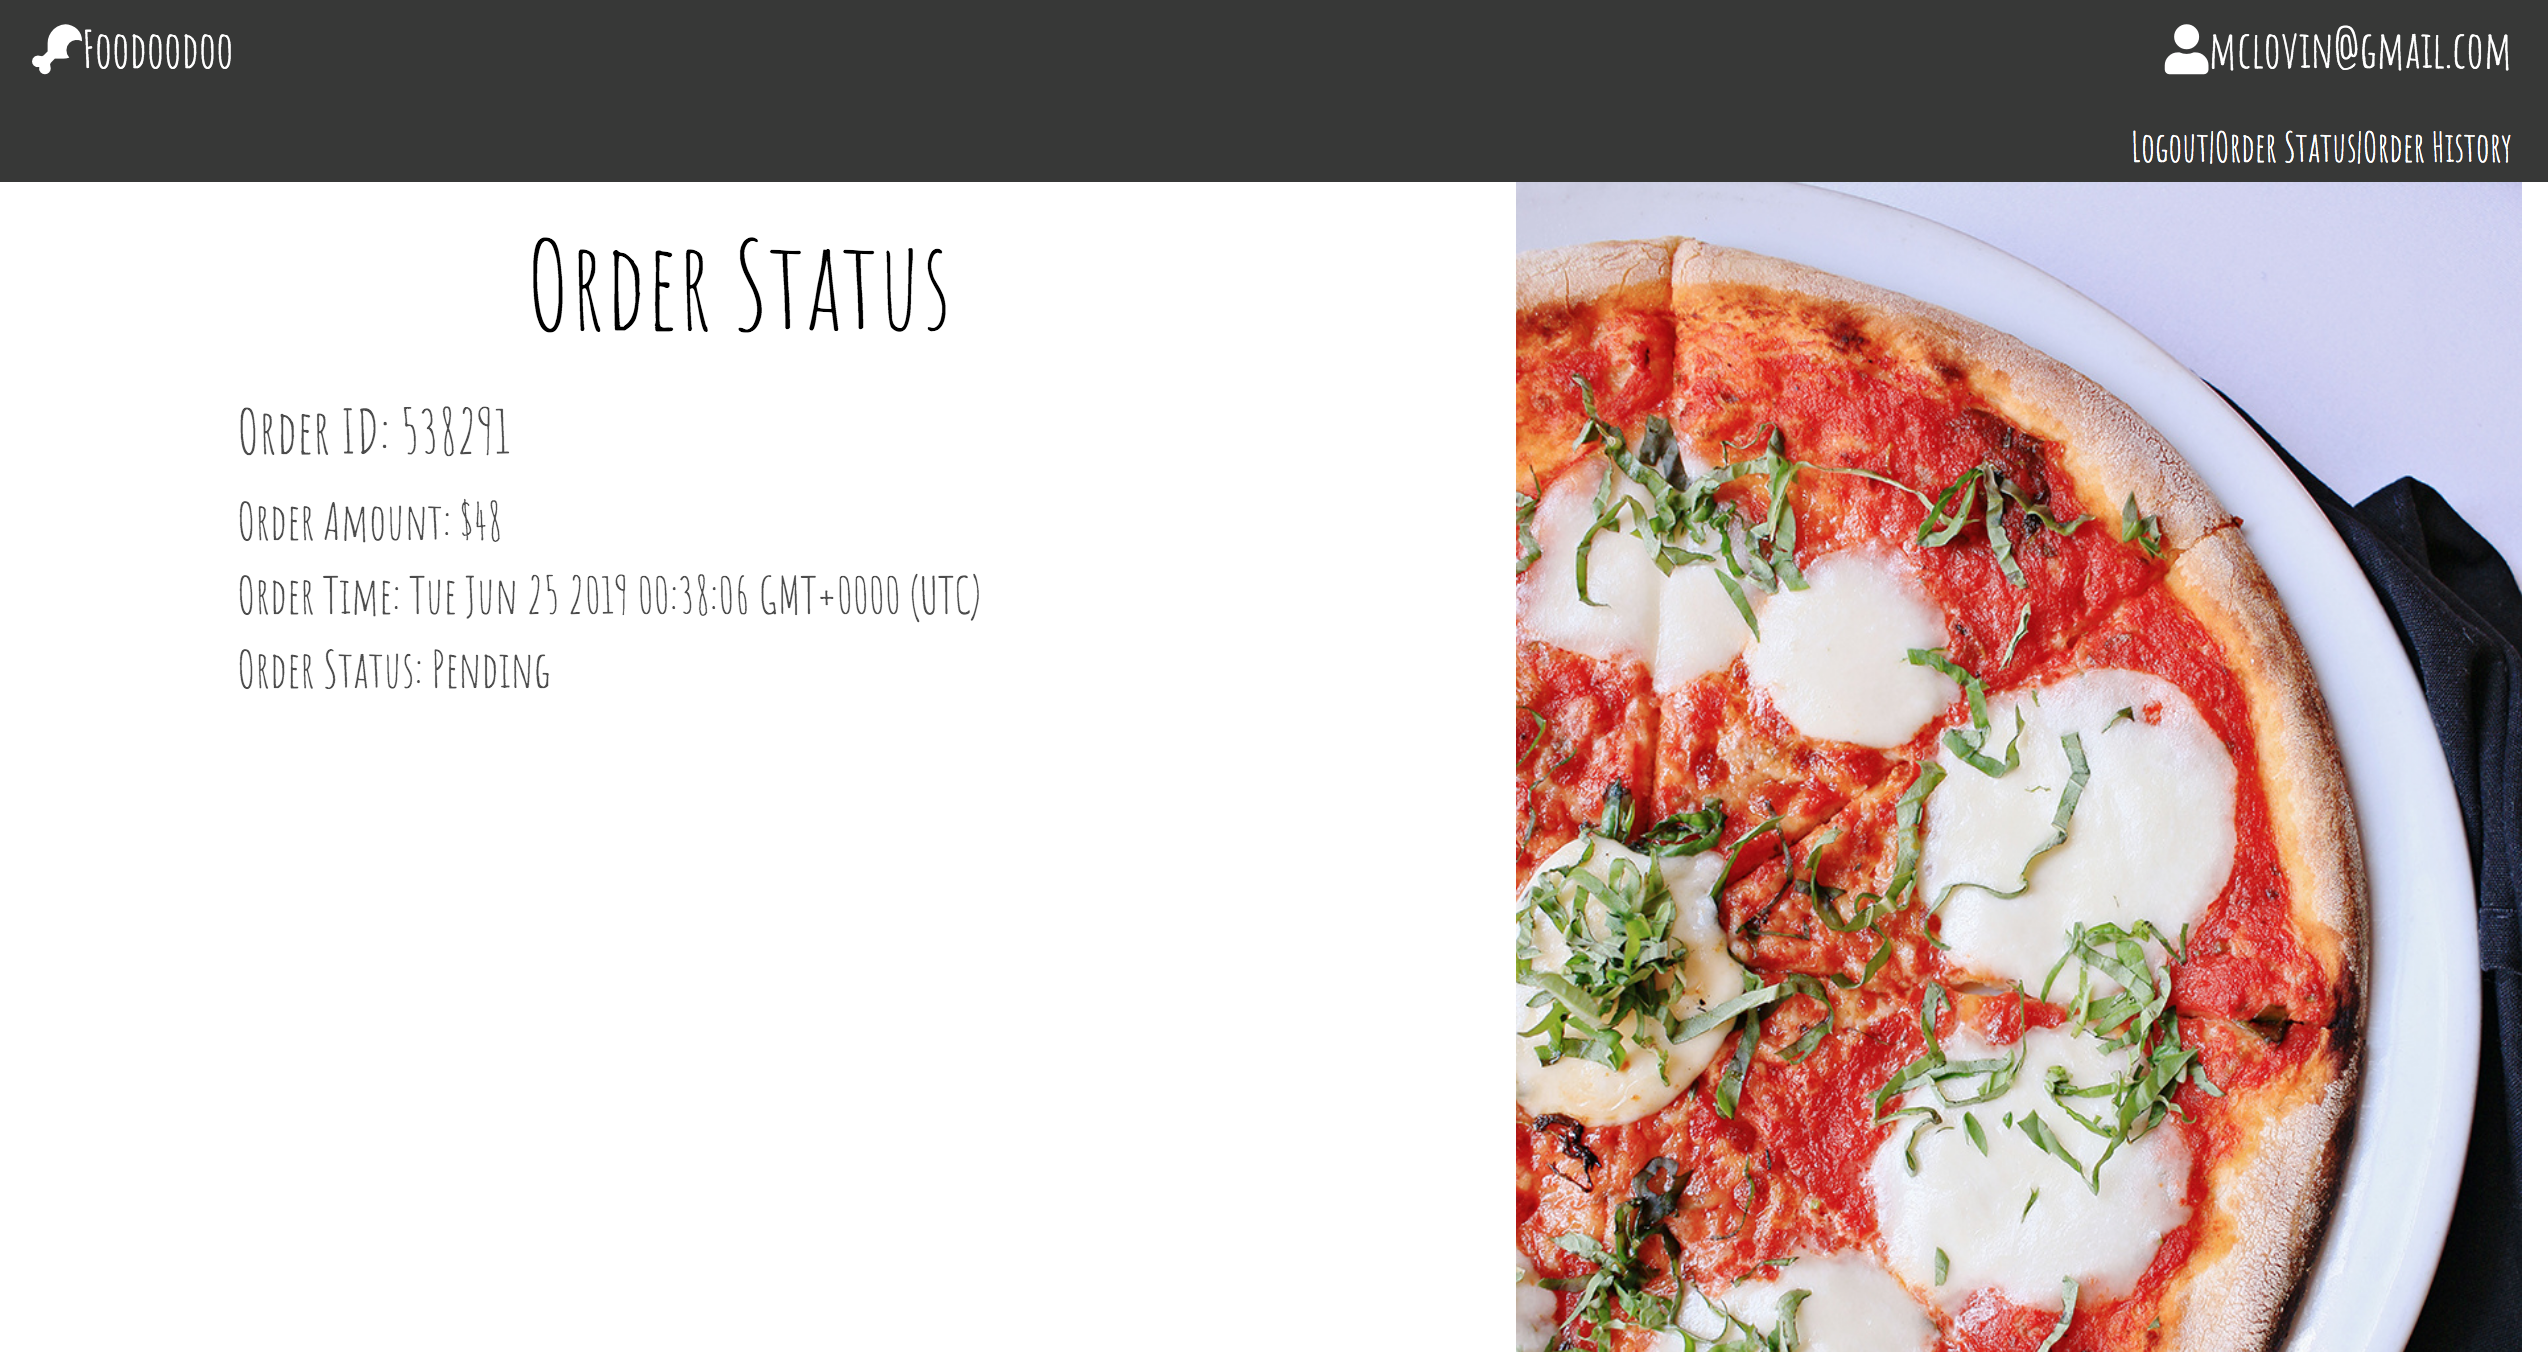 Foodoodoo
mclovin@gmail.com
Logout/Order Status/Order History
Order Status
Order ID: 538291
Order Amount: $48
Order Time: Tue Jun 25 2019 00:38:06 GMT+0000 (UTC)
Order Status: Pending